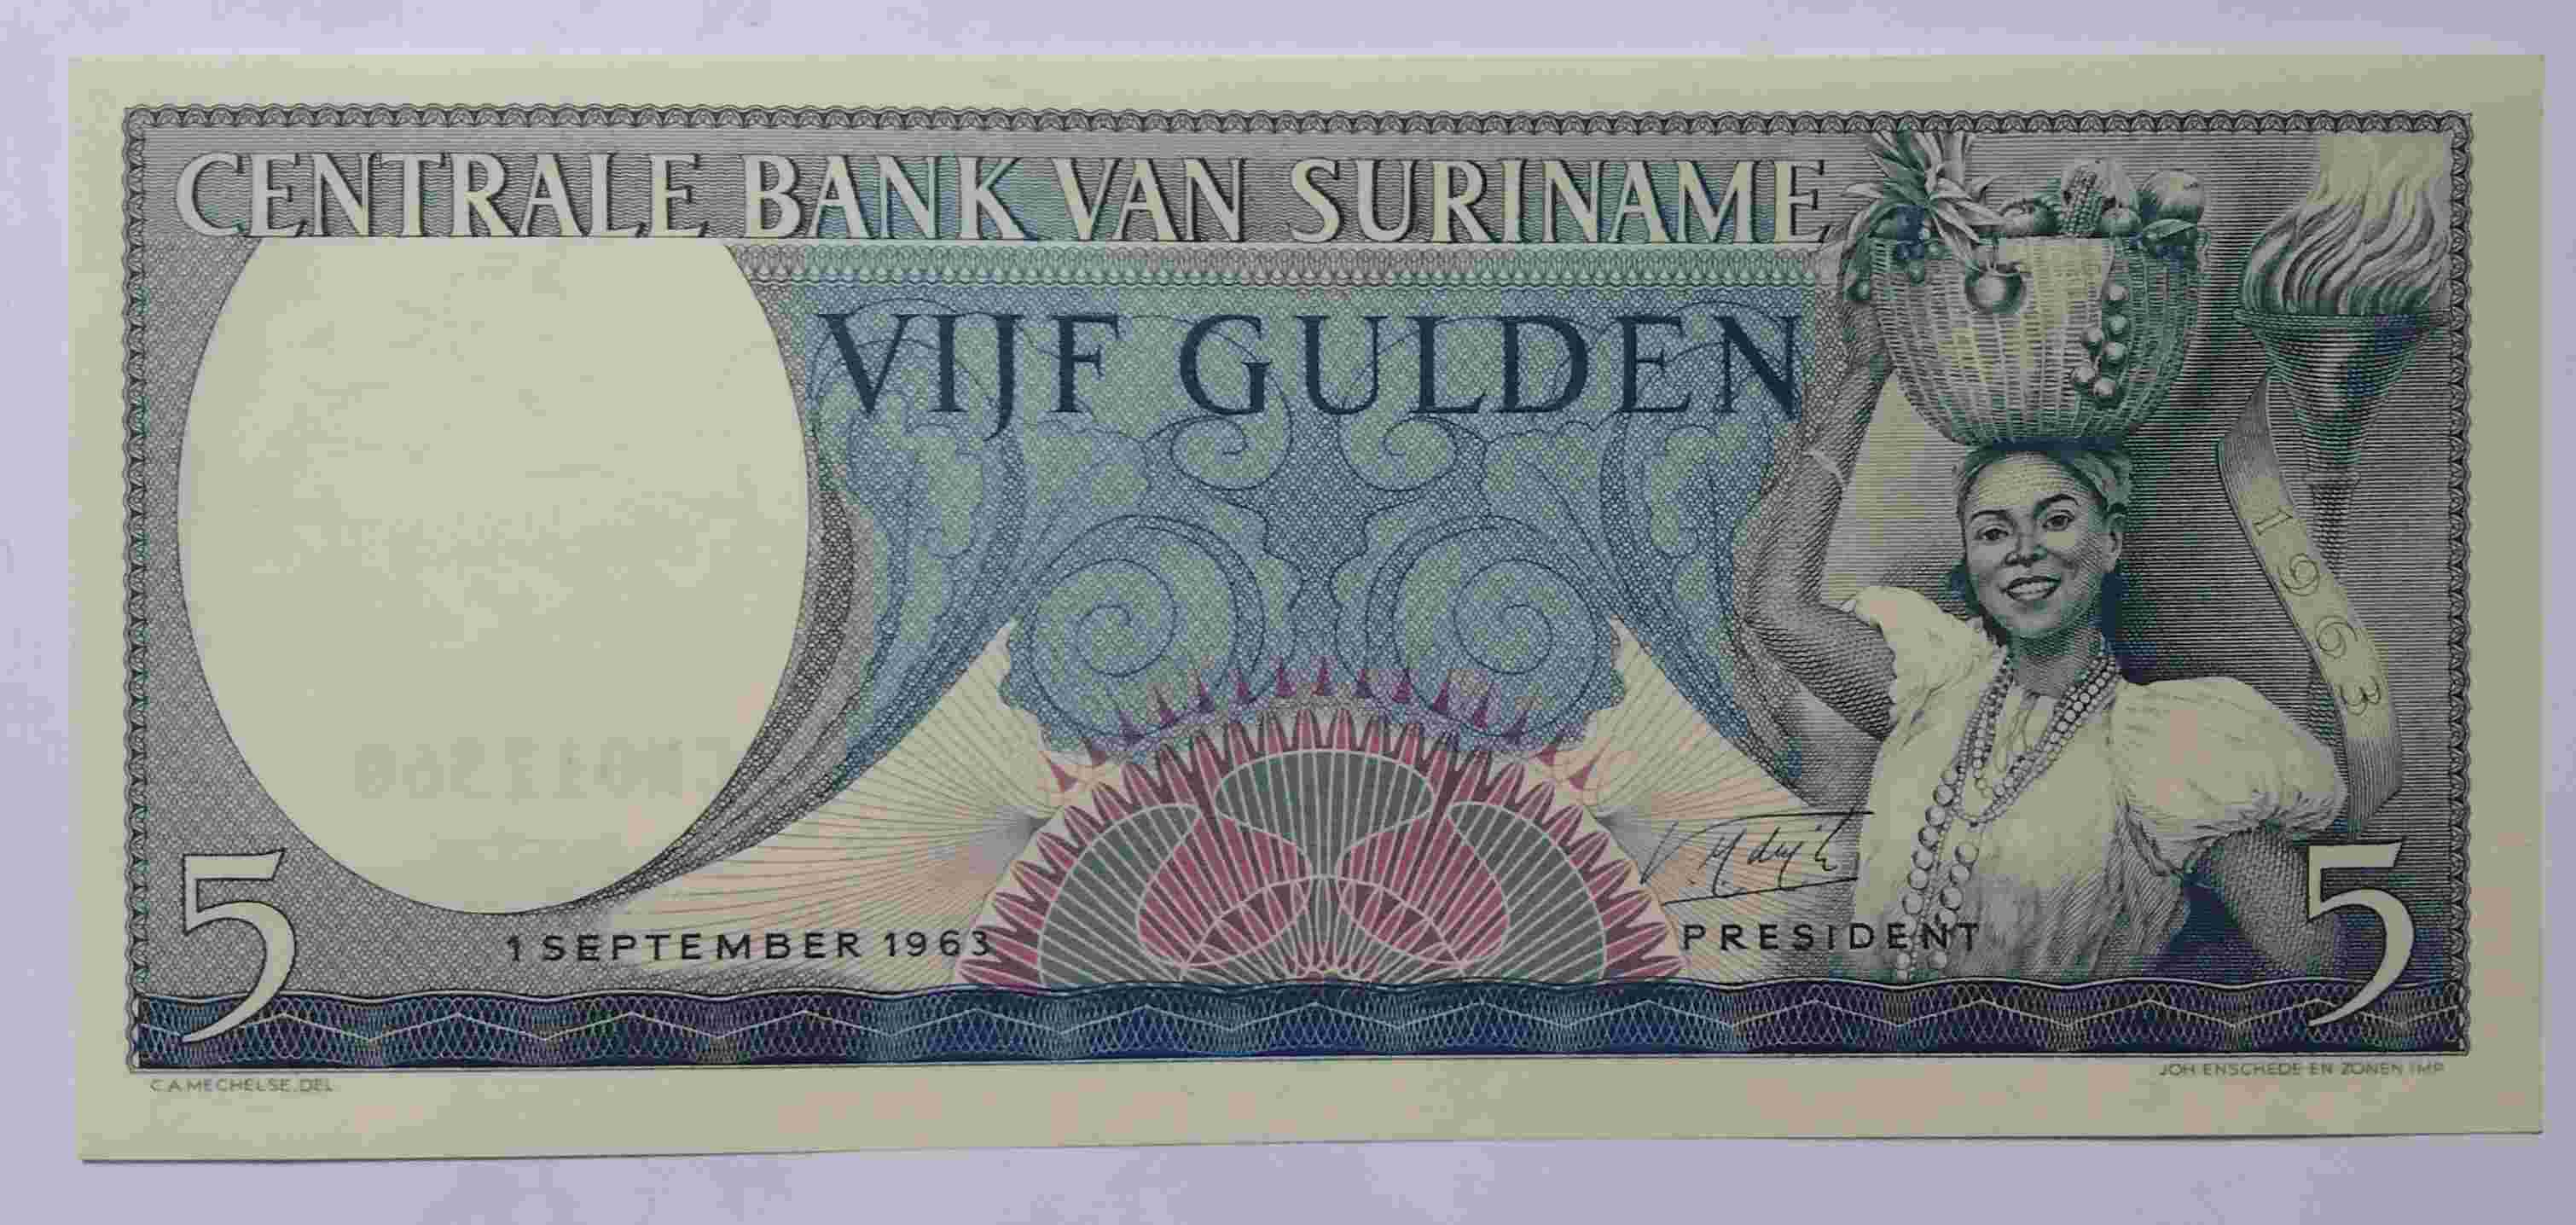 CENTRALE BANK VAN SURINAME
VIJF GULDEN
1963
5
1 SEPTEMBER 1963
PRESIDENT
5
C.A.MECHELSE.DEL.
JOH. ENSCHEDE EN ZONEN IMP.